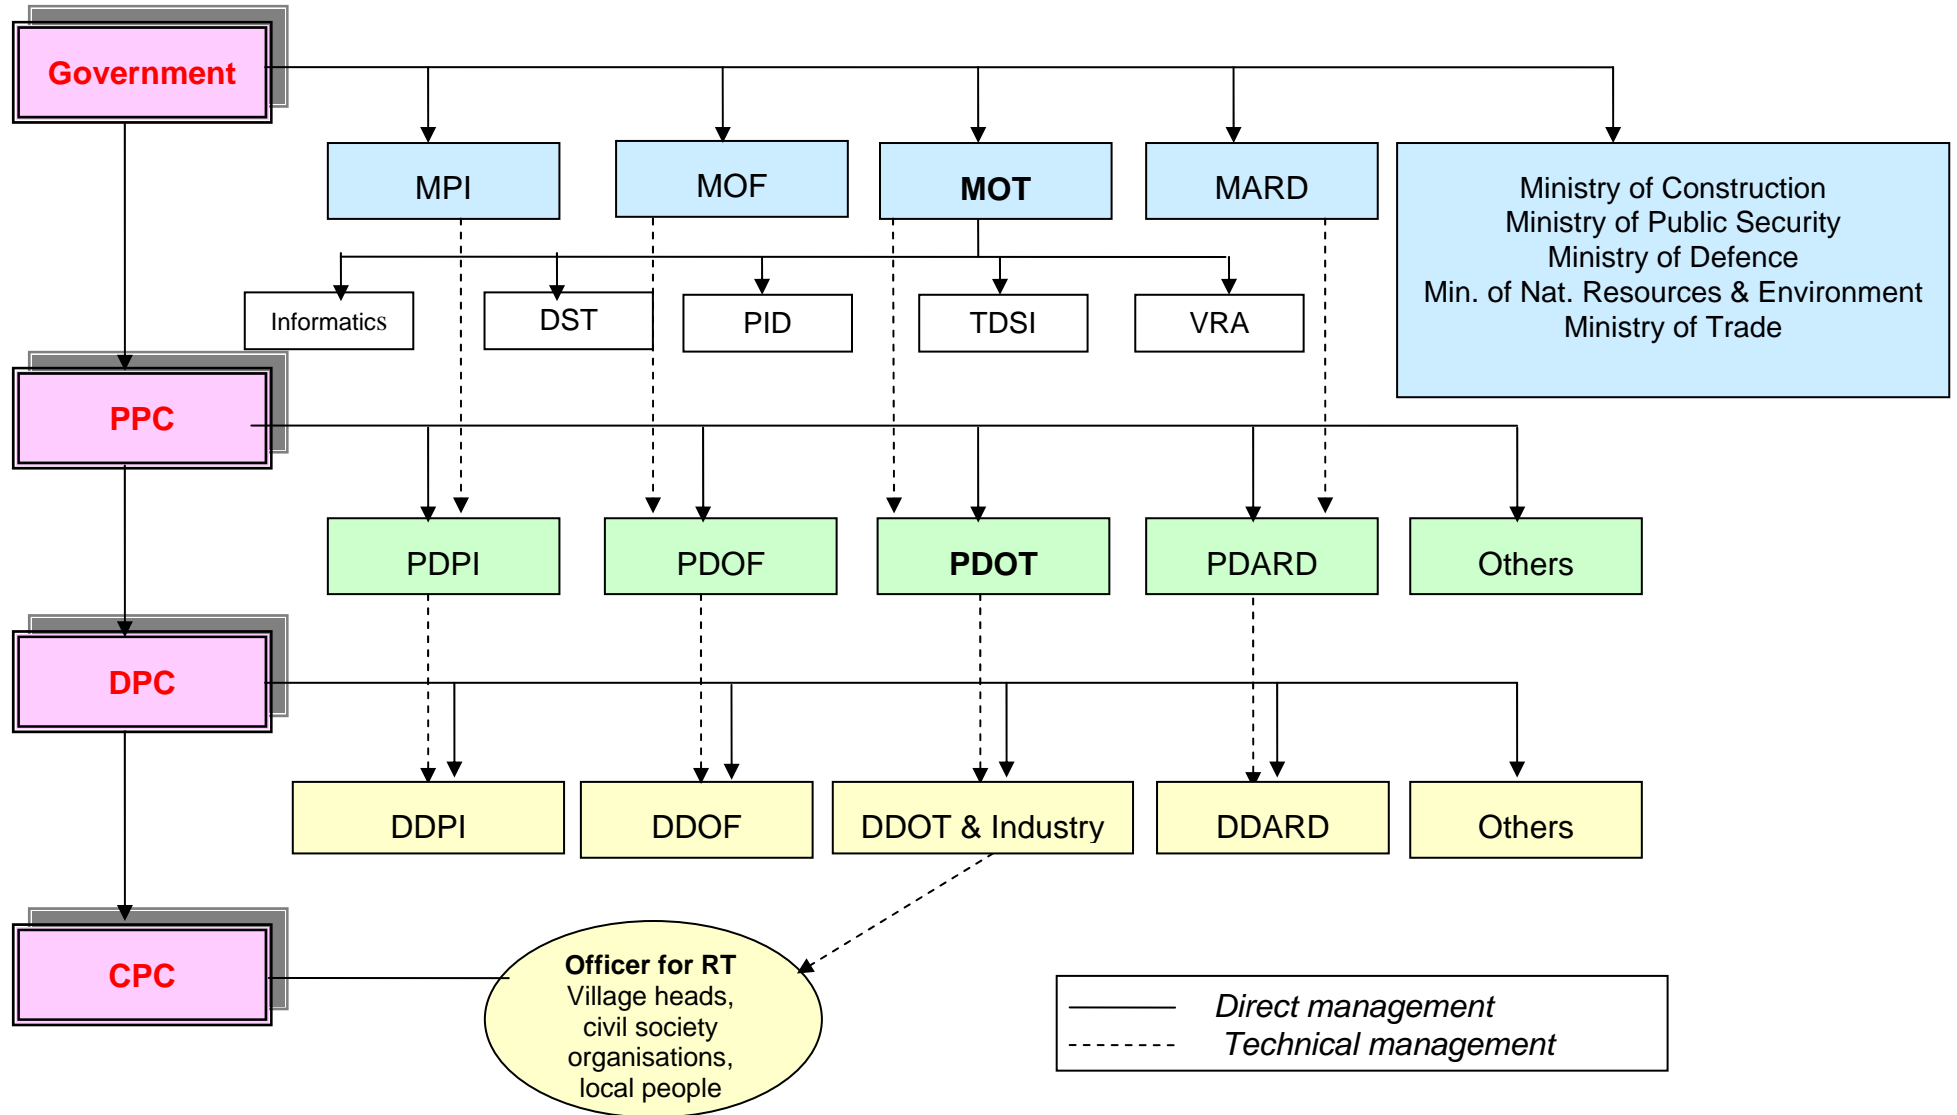 Government
MPI
MOF
MOT
MARD
Ministry of Construction
Ministry of Public Security
Ministry of Defence
Min. of Nat. Resources & Environment
Ministry of Trade
Informatics
DST
PID
TDSI
VRA
PPC
PDPI
PDOF
PDOT
PDARD
Others
DPC
DDPI
DDOF
DDOT & Industry
DDARD
Others
CPC
Officer for RT
Village heads,
civil society
organisations,
local people
Direct management
Technical management